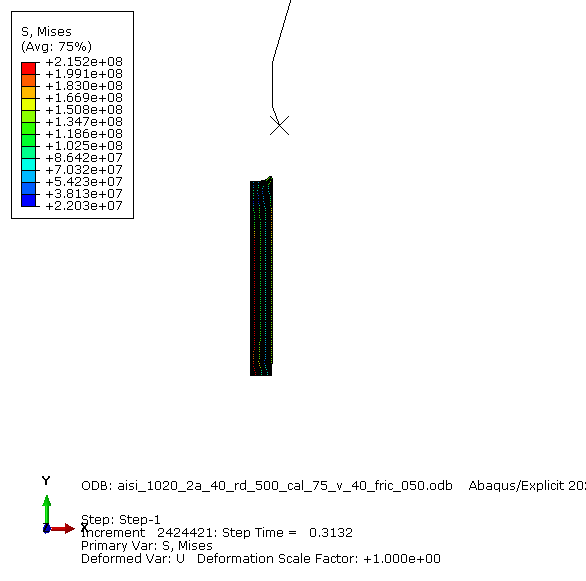 S, Mises
(Avg: 75%)
+2.152e+08
+1.991e+08
+1.830e+08
+1.669e+08
+1.508e+08
+1.347e+08
+1.186e+08
+1.025e+08
+8.642e+07
+7.032e+07
+5.423e+07
+3.813e+07
+2.203e+07
Y
ODB: aisi_1020_2a_40_rd_500_cal_75_v_40_fric_050.odb Abaqus/Explicit 20
X
Step: Step-1
Increment 2424421: Step Time = 0.3132
Primary Var: S, Mises
Deformed Var: U Deformation Scale Factor: +1.000e+00